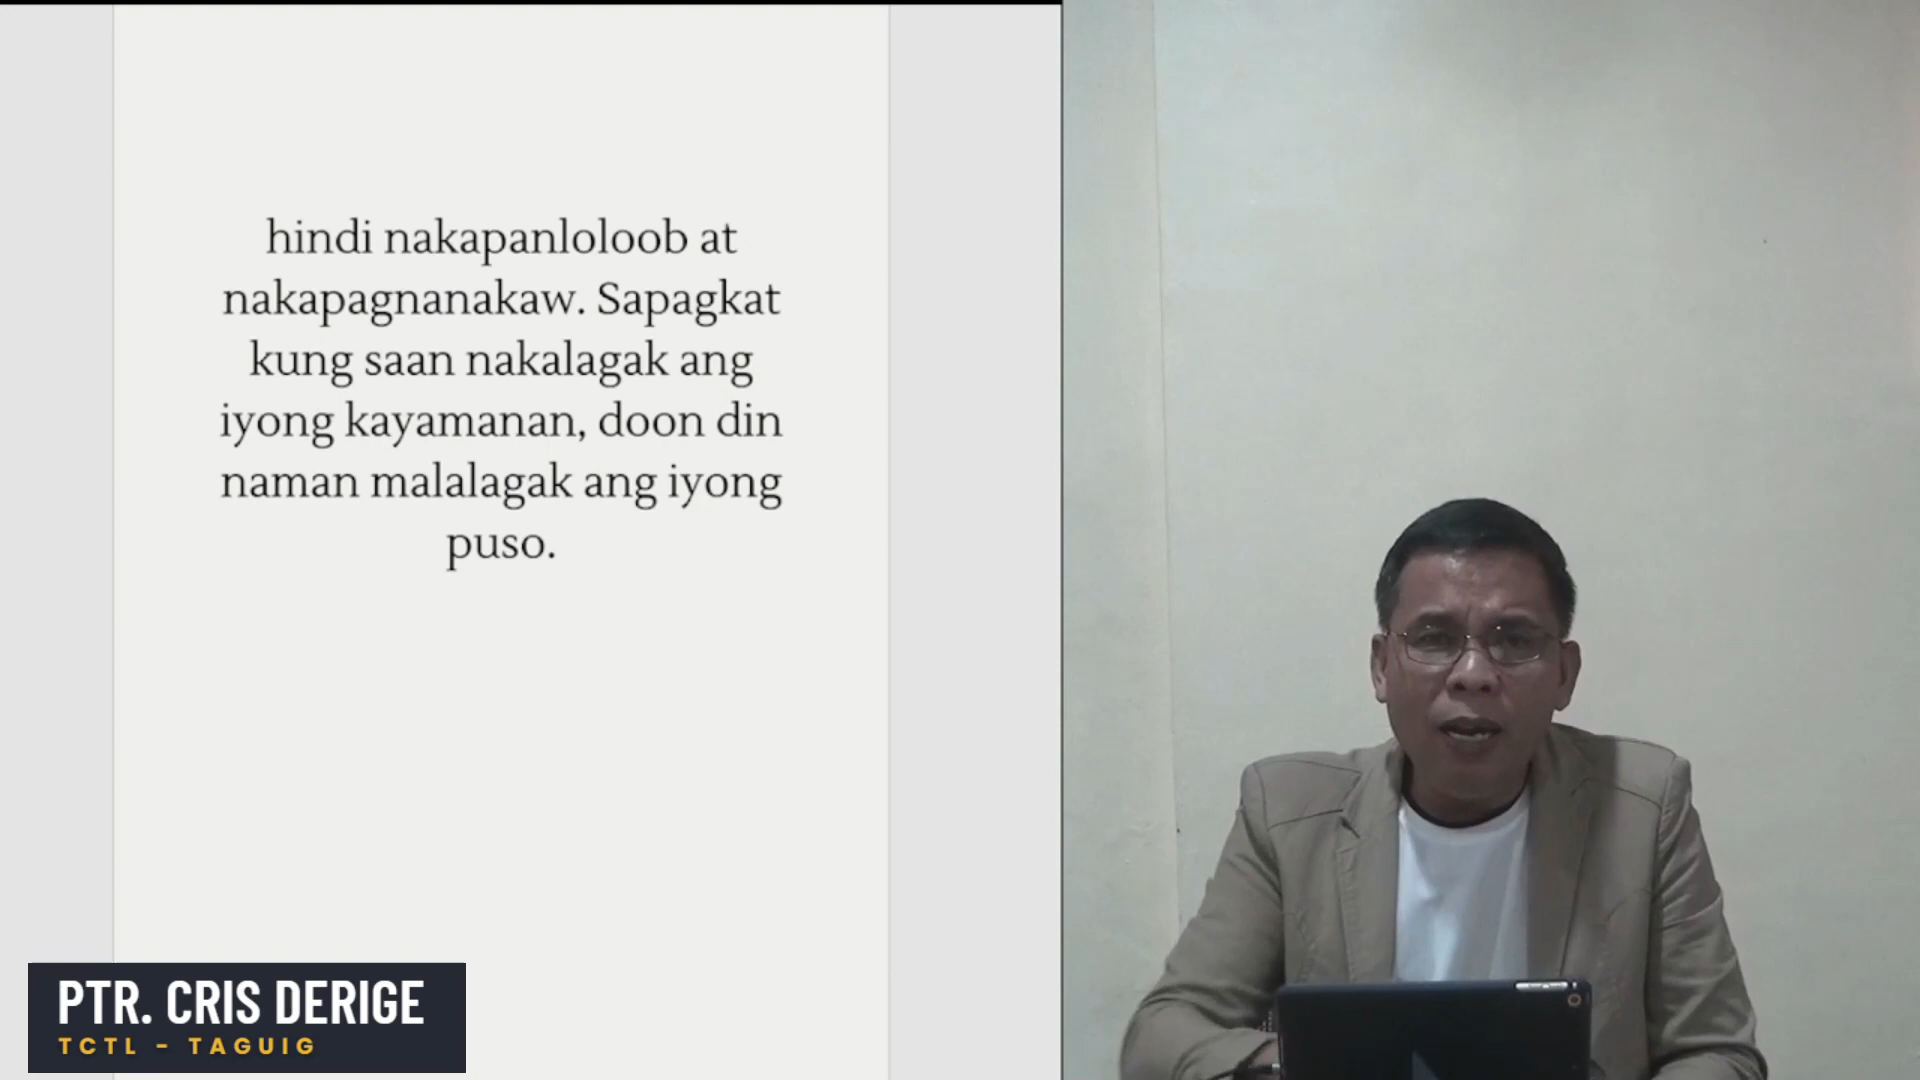 hindi nakapanloloob at
nakapagnanakaw. Sapagkat
kung saan nakalagak ang
iyong kayamanan, doon din
naman malalagak ang iyong
puso.
PTR. CRIS DERIGE
TCTL - TAGUIG